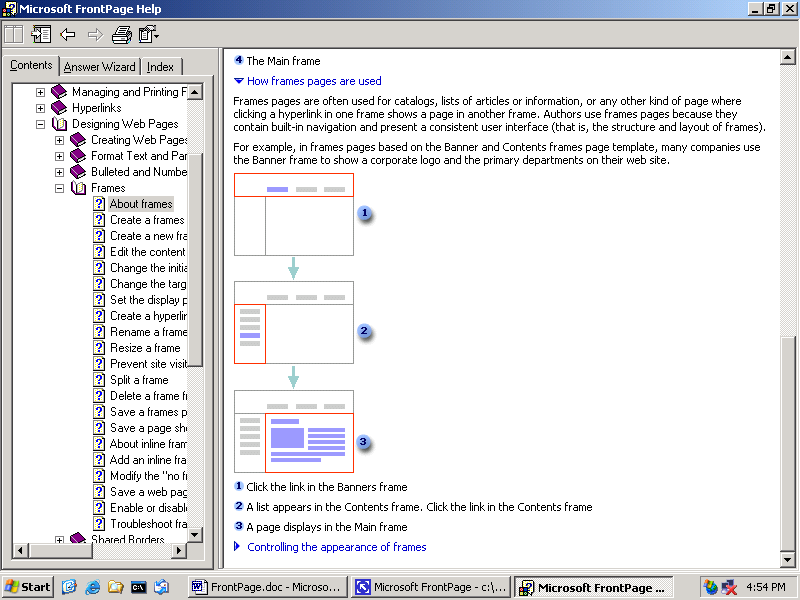 Microsoft FrontPage Help
Contents
Answer Wizard
Index
Managing and Printing F
Hyperlinks
Designing Web Pages
Creating Web Pages
Format Text and Par
Bulleted and Numbe
Frames
About frames
Create a frames
Create a new fra
Edit the content
Change the initia
Change the targ
Set the display p
Create a hyperlin
Rename a frame
Resize a frame
Prevent site visit
Split a frame
Delete a frame f
Save a frames p
Save a page sho
About inline fram
Add an inline fra
Modify the "no f
Save a web pag
Enable or disabl
Troubleshoot fra
Shared Borders
4 The Main frame
How frames pages are used
Frames pages are often used for catalogs, lists of articles or information, or any other kind of page where
clicking a hyperlink in one frame shows a page in another frame. Authors use frames pages because they
contain built-in navigation and present a consistent user interface (that is, the structure and layout of frames).
For example, in frames pages based on the Banner and Contents frames page template, many companies use
the Banner frame to show a corporate logo and the primary departments on their web site.
1
2
3
1 Click the link in the Banners frame
2 A list appears in the Contents frame. Click the link in the Contents frame
3 A page displays in the Main frame
Controlling the appearance of frames
Start
FrontPage.doc - Microso...
Microsoft FrontPage - c:\...
Microsoft FrontPage ...
4:54 PM